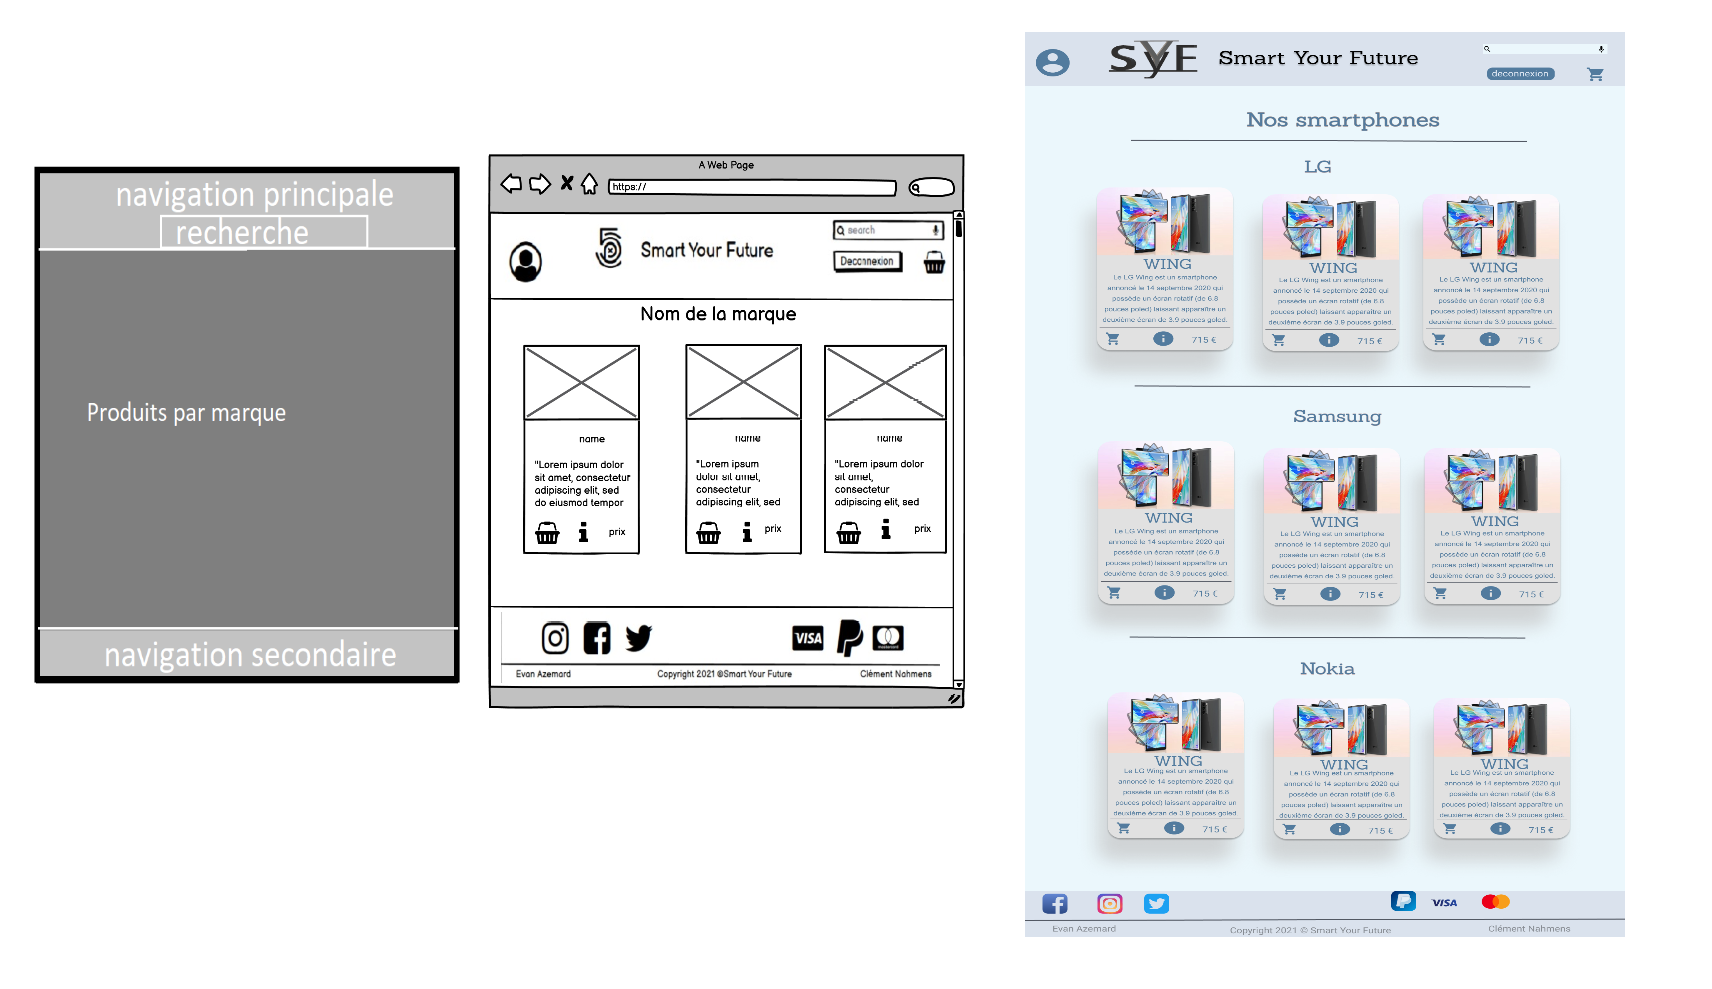 navigation principale
recherche
Produits par marque
navigation secondaire
A Web Page
https://
search
Smart Your Future
Deconnexion
Nom de la marque
name
"Lorem ipsum dolor
sit amet, consectetur
adipiscing elit, sed
do eiusmod tempor
prix
name
"Lorem ipsum
dolor sit amet,
consectetur
adipiscing elit, sed
prix
name
"Lorem ipsum dolor
sit amet,
consectetur
adipiscing elit, sed
prix
VISA
mastercard
Evan Azemard Copyright 2021 ©Smart Your Future Clément Nahmens
SYF Smart Your Future
deconnexion
Nos smartphones
LG
WING
Le LG Wing est un smartphone
annoncé le 14 septembre 2020 qui
possède un écran rotatif (de 6.8
pouces poled) laissant apparaître un
deuxième écran de 3.9 pouces goled.
715 €
WING
Le LG Wing est un smartphone
annoncé le 14 septembre 2020 qui
possède un écran rotatif (de 6.8
pouces poled) laissant apparaître un
deuxième écran de 3.9 pouces goled.
715 €
WING
Le LG Wing est un smartphone
annoncé le 14 septembre 2020 qui
possède un écran rotatif (de 6.8
pouces poled) laissant apparaître un
deuxième écran de 3.9 pouces goled.
715 €
Samsung
WING
Le LG Wing est un smartphone
annoncé le 14 septembre 2020 qui
possède un écran rotatif (de 6.8
pouces poled) laissant apparaître un
deuxième écran de 3.9 pouces goled.
715 €
WING
Le LG Wing est un smartphone
annoncé le 14 septembre 2020 qui
possède un écran rotatif (de 6.8
pouces poled) laissant apparaître un
deuxième écran de 3.9 pouces goled.
715 €
WING
Le LG Wing est un smartphone
annoncé le 14 septembre 2020 qui
possède un écran rotatif (de 6.8
pouces poled) laissant apparaître un
deuxième écran de 3.9 pouces goled.
715 €
Nokia
WING
Le LG Wing est un smartphone
annoncé le 14 septembre 2020 qui
possède un écran rotatif (de 6.8
pouces poled) laissant apparaître un
deuxième écran de 3.9 pouces goled.
715 €
WING
Le LG Wing est un smartphone
annoncé le 14 septembre 2020 qui
possède un écran rotatif (de 6.8
pouces poled) laissant apparaître un
deuxième écran de 3.9 pouces goled.
715 €
WING
Le LG Wing est un smartphone
annoncé le 14 septembre 2020 qui
possède un écran rotatif (de 6.8
pouces poled) laissant apparaître un
deuxième écran de 3.9 pouces goled.
715 €
VISA
Evan Azemard Copyright 2021 © Smart Your Future Clément Nahmens